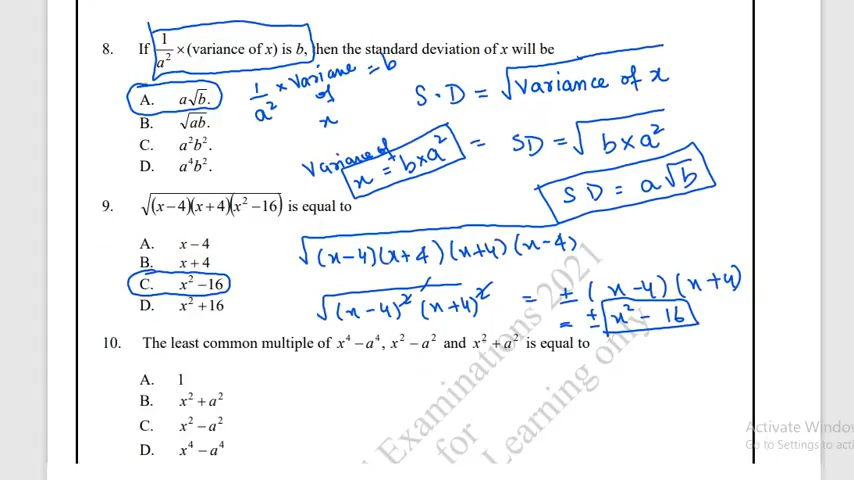 8. If 1/a² × (variance of x) is b, then the standard deviation of x will be
A. a√b.
B. √ab.
C. a²b².
D. a⁴b².
1/a² × variane of x = b
S.D = √variance of x
variance of x = b×a²
= SD = √b×a²
SD = a√b
9. √(x−4)(x+4)(x²−16) is equal to
A. x−4
B. x+4
C. x²−16
D. x²+16
√(x−4)(x+4)(x+4)(x−4)
√(x−4)²(x+4)² = ±(x−4)(x+4)
= ± x²−16
10. The least common multiple of x⁴−a⁴, x²−a² and x²+a² is equal to
A. 1
B. x²+a²
C. x²−a²
D. x⁴−a⁴
Examinations 2021
for
Learning only
Activate Window
Go to Settings to acti